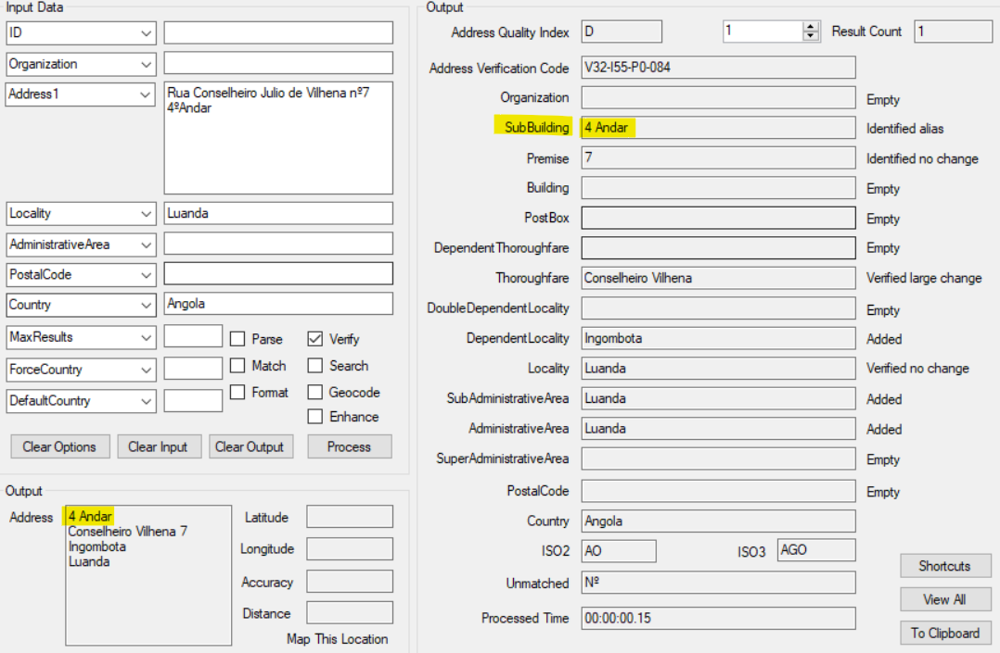 Input Data
ID
Organization
Address1
Rua Conselheiro Julio de Vilhena nº7
4ºAndar
Locality Luanda
AdministrativeArea
PostalCode
Country Angola
MaxResults Parse Verify
ForceCountry Match Search
DefaultCountry Format Geocode
Enhance
Clear Options Clear Input Clear Output Process
Output
Address
4 Andar
Conselheiro Vilhena 7
Ingombota
Luanda
Latitude
Longitude
Accuracy
Distance
Map This Location
Output
Address Quality Index D 1 Result Count 1
Address Verification Code V32-I55-P0-084
Organization Empty
SubBuilding 4 Andar Identified alias
Premise 7 Identified no change
Building Empty
PostBox Empty
DependentThoroughfare Empty
Thoroughfare Conselheiro Vilhena Verified large change
DoubleDependentLocality Empty
DependentLocality Ingombota Added
Locality Luanda Verified no change
SubAdministrativeArea Luanda Added
AdministrativeArea Luanda Added
SuperAdministrativeArea Empty
PostalCode Empty
Country Angola
ISO2 AO ISO3 AGO
Unmatched Nº
Processed Time 00:00:00.15
Shortcuts
View All
To Clipboard